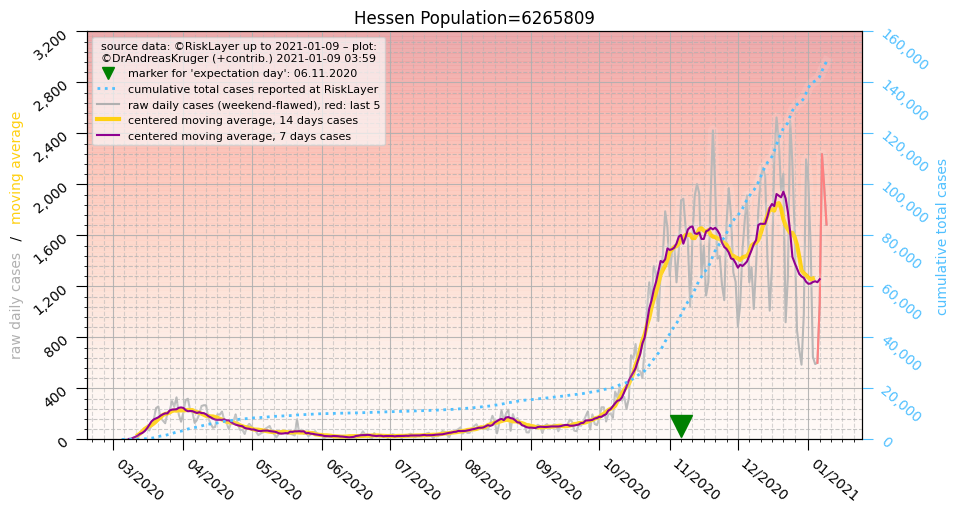 Hessen Population=6265809
source data: ©RiskLayer up to 2021-01-09 – plot:
©DrAndreasKruger (+contrib.) 2021-01-09 03:59
marker for 'expectation day': 06.11.2020
cumulative total cases reported at RiskLayer
raw daily cases (weekend-flawed), red: last 5
centered moving average, 14 days cases
centered moving average, 7 days cases
raw daily cases / moving average
3,200
2,800
2,400
2,000
1,600
1,200
800
400
0
160,000
140,000
120,000
100,000
80,000
60,000
40,000
20,000
0
cumulative total cases
03/2020
04/2020
05/2020
06/2020
07/2020
08/2020
09/2020
10/2020
11/2020
12/2020
01/2021